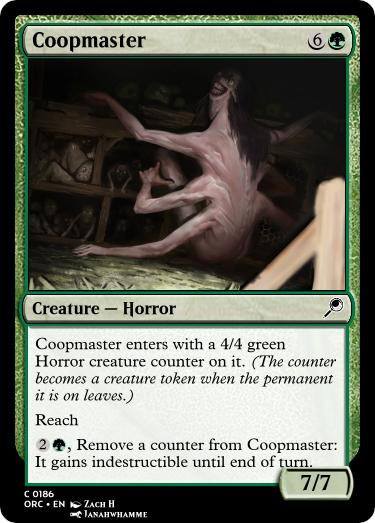 Coopmaster 6
Creature — Horror
Coopmaster enters with a 4/4 green
Horror creature counter on it. (The counter
becomes a creature token when the permanent
it is on leaves.)
Reach
2, Remove a counter from Coopmaster:
It gains indestructible until end of turn.
7/7
C 0186
ORC • EN Zach H
Janahwhamme